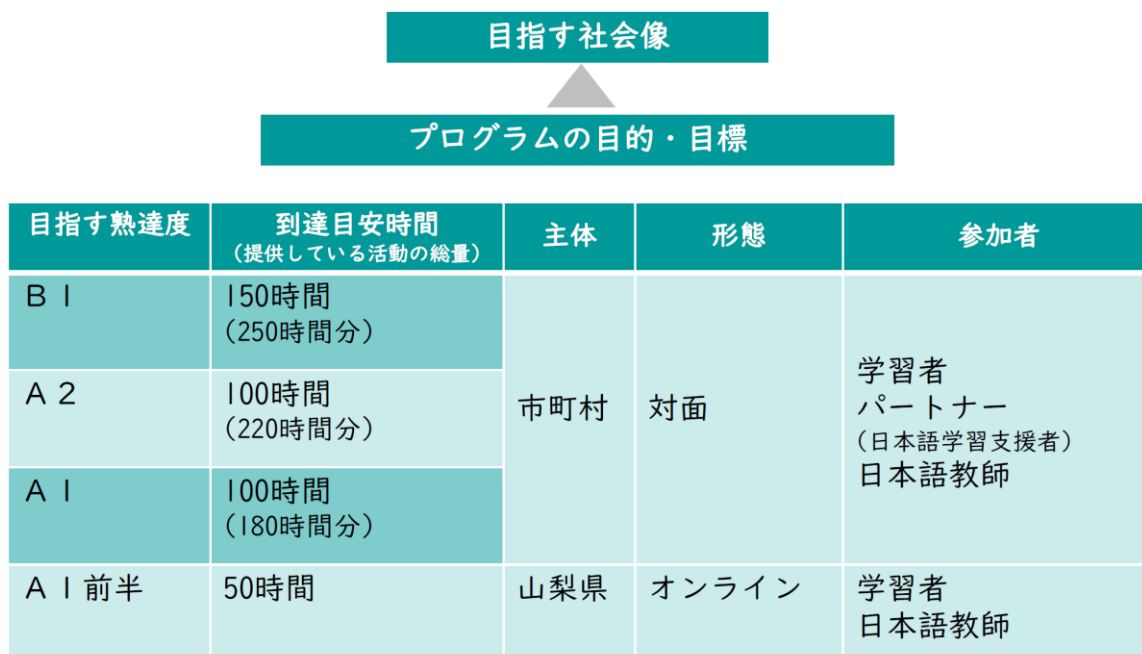 目指す社会像
プログラムの目的・目標
目指す熟達度
到達目安時間
（提供している活動の総量）
主体
形態
参加者
B1
150時間
（250時間分）
A2
100時間
（220時間分）
A1
100時間
（180時間分）
市町村
対面
学習者
パートナー
（日本語学習支援者）
日本語教師
A1前半
50時間
山梨県
オンライン
学習者
日本語教師